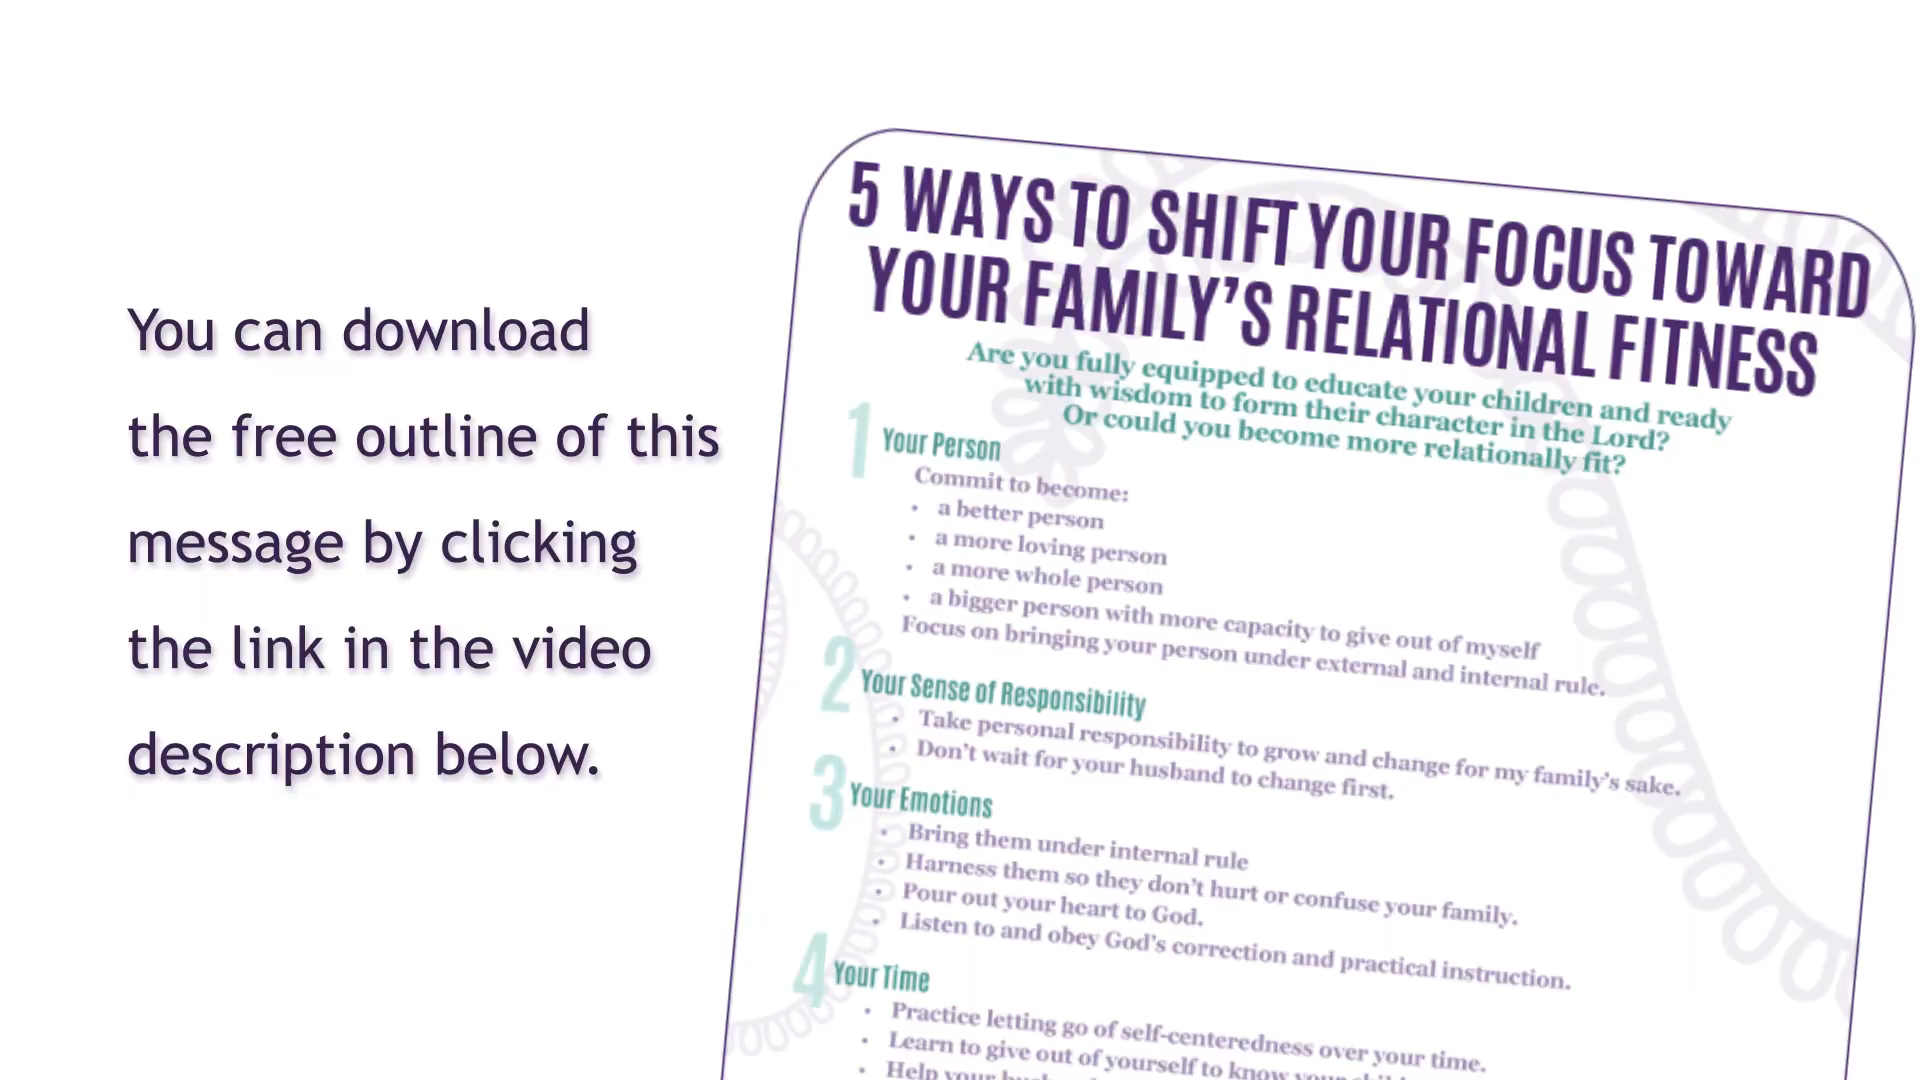 You can download
the free outline of this
message by clicking
the link in the video
description below.
5 WAYS TO SHIFT YOUR FOCUS TOWARD
YOUR FAMILY'S RELATIONAL FITNESS
Are you fully equipped to educate your children and ready
with wisdom to form their character in the Lord?
Or could you become more relationally fit?
1 Your Person
Commit to become:
• a better person
• a more loving person
• a more whole person
• a bigger person with more capacity to give out of myself
Focus on bringing your person under external and internal rule.
2 Your Sense of Responsibility
• Take personal responsibility to grow and change for my family's sake.
• Don't wait for your husband to change first.
3 Your Emotions
• Bring them under internal rule
• Harness them so they don't hurt or confuse your family.
• Pour out your heart to God.
• Listen to and obey God's correction and practical instruction.
4 Your Time
• Practice letting go of self-centeredness over your time.
• Learn to give out of yourself to know your
• Help your